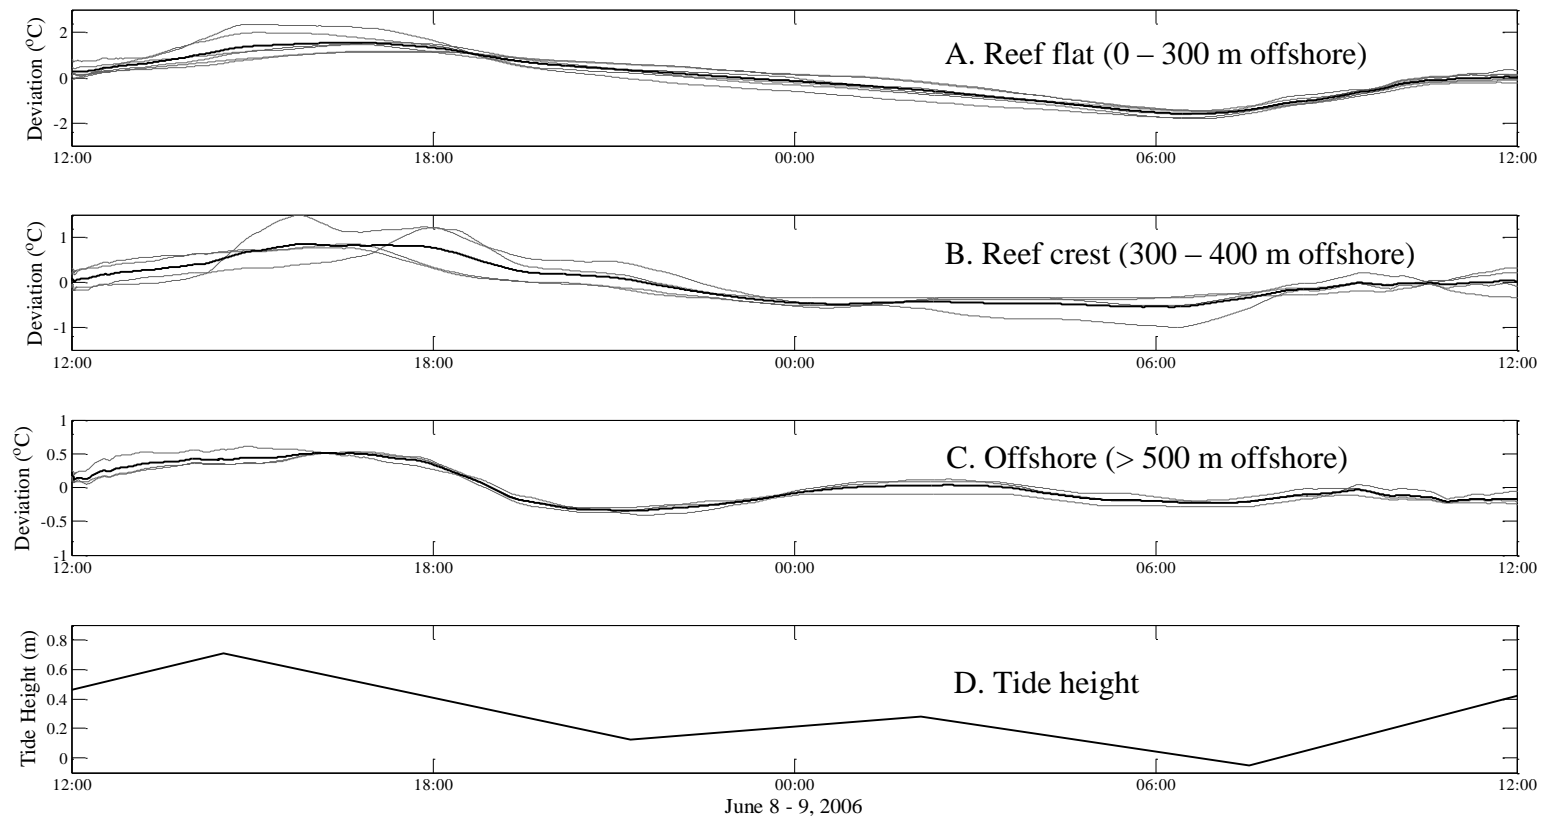 Deviation (°C)
2
0
-2
A. Reef flat (0 – 300 m offshore)
12:00 18:00 00:00 06:00 12:00
Deviation (°C)
1
0
-1
B. Reef crest (300 – 400 m offshore)
12:00 18:00 00:00 06:00 12:00
Deviation (°C)
1
0.5
0
-0.5
-1
C. Offshore (> 500 m offshore)
12:00 18:00 00:00 06:00 12:00
Tide Height (m)
0.8
0.6
0.4
0.2
0
D. Tide height
12:00 18:00 00:00 06:00 12:00
June 8 - 9, 2006